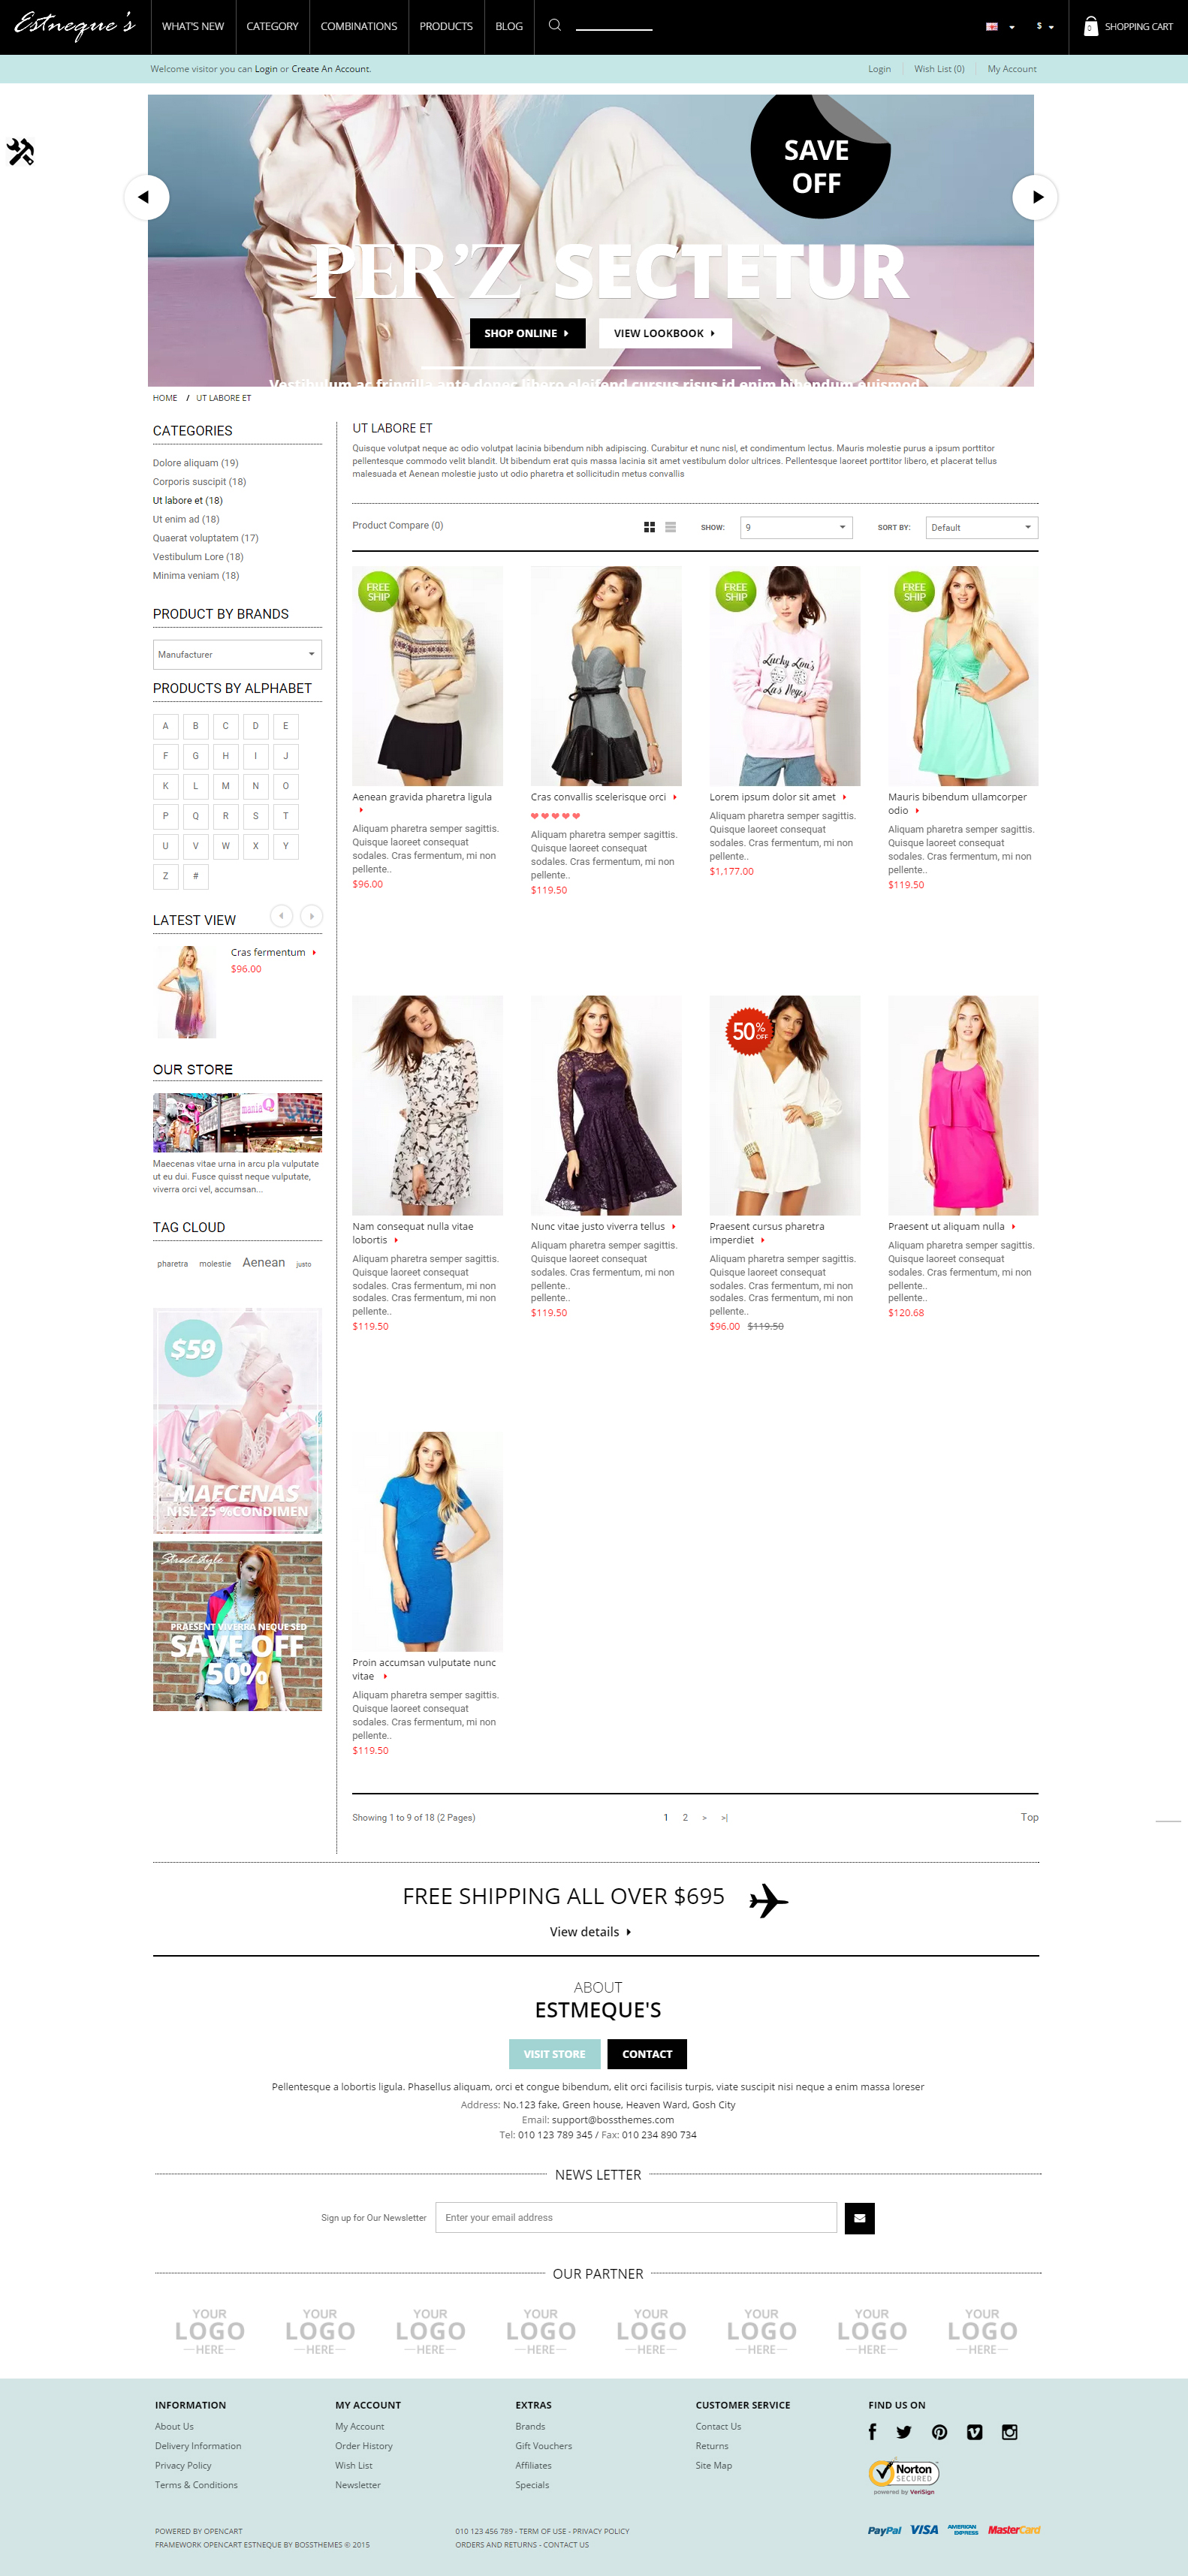 Estneque's
WHAT'S NEW
CATEGORY
COMBINATIONS
PRODUCTS
BLOG
$
0
SHOPPING CART
Welcome visitor you can Login or Create An Account.
Login
Wish List (0)
My Account
SAVE
OFF
PER'Z SECTETUR
SHOP ONLINE
VIEW LOOKBOOK
Vestibulum ac fringilla ante donec libero eleifend cursus risus id enim bibendum euismod
HOME / UT LABORE ET
CATEGORIES
Dolore aliquam (19)
Corporis suscipit (18)
Ut labore et (18)
Ut enim ad (18)
Quaerat voluptatem (17)
Vestibulum Lore (18)
Minima veniam (18)
PRODUCT BY BRANDS
Manufacturer
PRODUCTS BY ALPHABET
A B C D E
F G H I J
K L M N O
P Q R S T
U V W X Y
Z #
LATEST VIEW
Cras fermentum
$96.00
OUR STORE
maniaQ
Maecenas vitae urna in arcu pla vulputate
ut eu dui. Fusce quisst neque vulputate,
viverra orci vel, accumsan...
TAG CLOUD
pharetra molestie Aenean justo
$59
MAECENAS
NISL 25 %CONDIMEN
Street style
PRAESENT VIVERRA NEQUE SED
SAVE OFF
50%
UT LABORE ET
Quisque volutpat neque ac odio volutpat lacinia bibendum nibh adipiscing. Curabitur et nunc nisl, et condimentum lectus. Mauris molestie purus a ipsum porttitor
pellentesque commodo velit blandit. Ut bibendum erat quis massa lacinia sit amet vestibulum dolor ultrices. Pellentesque laoreet porttitor libero, et placerat tellus
malesuada et Aenean molestie justo ut odio pharetra et sollicitudin metus convallis
Product Compare (0)
SHOW:
9
SORT BY:
Default
FREE
SHIP
Aenean gravida pharetra ligula
Aliquam pharetra semper sagittis.
Quisque laoreet consequat
sodales. Cras fermentum, mi non
pellente..
$96.00
Cras convallis scelerisque orci
Aliquam pharetra semper sagittis.
Quisque laoreet consequat
sodales. Cras fermentum, mi non
pellente..
$119.50
FREE
SHIP
Lucky Lou's
Las Vegas
Lorem ipsum dolor sit amet
Aliquam pharetra semper sagittis.
Quisque laoreet consequat
sodales. Cras fermentum, mi non
pellente..
$1,177.00
FREE
SHIP
Mauris bibendum ullamcorper
odio
Aliquam pharetra semper sagittis.
Quisque laoreet consequat
sodales. Cras fermentum, mi non
pellente..
$119.50
Nam consequat nulla vitae
lobortis
Aliquam pharetra semper sagittis.
Quisque laoreet consequat
sodales. Cras fermentum, mi non
sodales. Cras fermentum, mi non
pellente..
$119.50
Nunc vitae justo viverra tellus
Aliquam pharetra semper sagittis.
Quisque laoreet consequat
sodales. Cras fermentum, mi non
pellente..
pellente..
$119.50
50% OFF
Praesent cursus pharetra
imperdiet
Aliquam pharetra semper sagittis.
Quisque laoreet consequat
sodales. Cras fermentum, mi non
sodales. Cras fermentum, mi non
pellente..
$96.00 $119.50
Praesent ut aliquam nulla
Aliquam pharetra semper sagittis.
Quisque laoreet consequat
sodales. Cras fermentum, mi non
pellente..
pellente..
$120.68
Proin accumsan vulputate nunc
vitae
Aliquam pharetra semper sagittis.
Quisque laoreet consequat
sodales. Cras fermentum, mi non
pellente..
$119.50
Showing 1 to 9 of 18 (2 Pages)
1 2 > >|
Top
FREE SHIPPING ALL OVER $695
View details
ABOUT
ESTMEQUE'S
VISIT STORE
CONTACT
Pellentesque a lobortis ligula. Phasellus aliquam, orci et congue bibendum, elit orci facilisis turpis, viate suscipit nisi neque a enim massa loreser
Address: No.123 fake, Green house, Heaven Ward, Gosh City
Email: support@bossthemes.com
Tel: 010 123 789 345 / Fax: 010 234 890 734
NEWS LETTER
Sign up for Our Newsletter
Enter your email address
OUR PARTNER
YOUR YOUR YOUR YOUR YOUR YOUR YOUR YOUR
LOGO LOGO LOGO LOGO LOGO LOGO LOGO LOGO
HERE HERE HERE HERE HERE HERE HERE HERE
INFORMATION
About Us
Delivery Information
Privacy Policy
Terms & Conditions
MY ACCOUNT
My Account
Order History
Wish List
Newsletter
EXTRAS
Brands
Gift Vouchers
Affiliates
Specials
CUSTOMER SERVICE
Contact Us
Returns
Site Map
FIND US ON
Norton
SECURED
powered by VeriSign
POWERED BY OPENCART
FRAMEWORK OPENCART ESTNEQUE BY BOSSTHEMES © 2015
010 123 456 789 - TERM OF USE - PRIVACY POLICY
ORDERS AND RETURNS - CONTACT US
PayPal
VISA
AMERICAN
EXPRESS
MasterCard